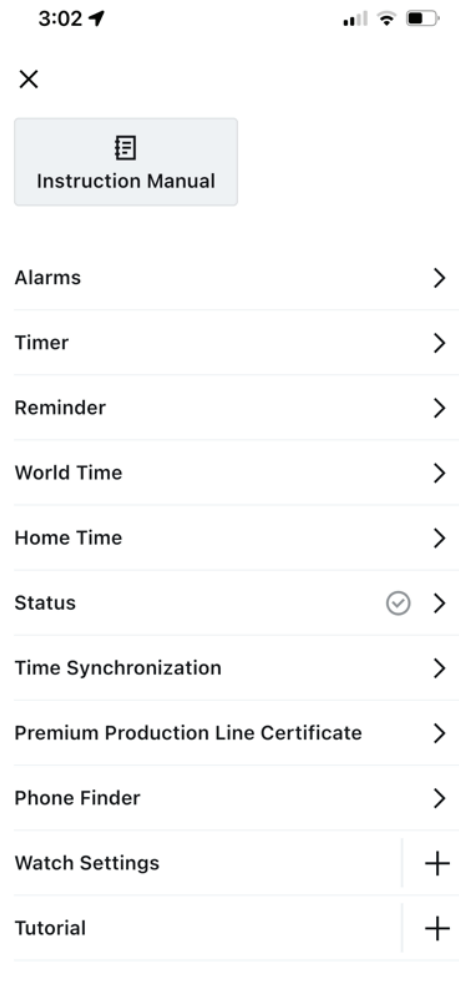 3:02
Instruction Manual
Alarms
Timer
Reminder
World Time
Home Time
Status
Time Synchronization
Premium Production Line Certificate
Phone Finder
Watch Settings
Tutorial